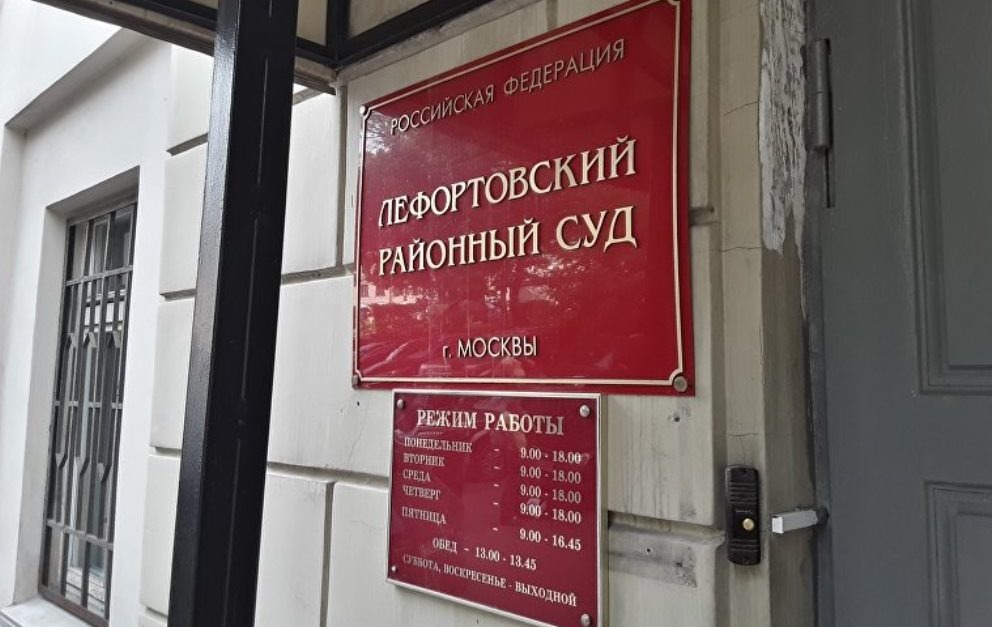 РОССИЙСКАЯ ФЕДЕРАЦИЯ
ЛЕФОРТОВСКИЙ
РАЙОННЫЙ СУД
г. МОСКВЫ
РЕЖИМ РАБОТЫ
ПОНЕДЕЛЬНИК - 9.00 - 18.00
ВТОРНИК - 9.00 - 18.00
СРЕДА - 9.00 - 18.00
ЧЕТВЕРГ - 9.00 - 18.00
ПЯТНИЦА - 9.00 - 16.45
ОБЕД - 13.00 - 13.45
СУББОТА, ВОСКРЕСЕНЬЕ - ВЫХОДНОЙ